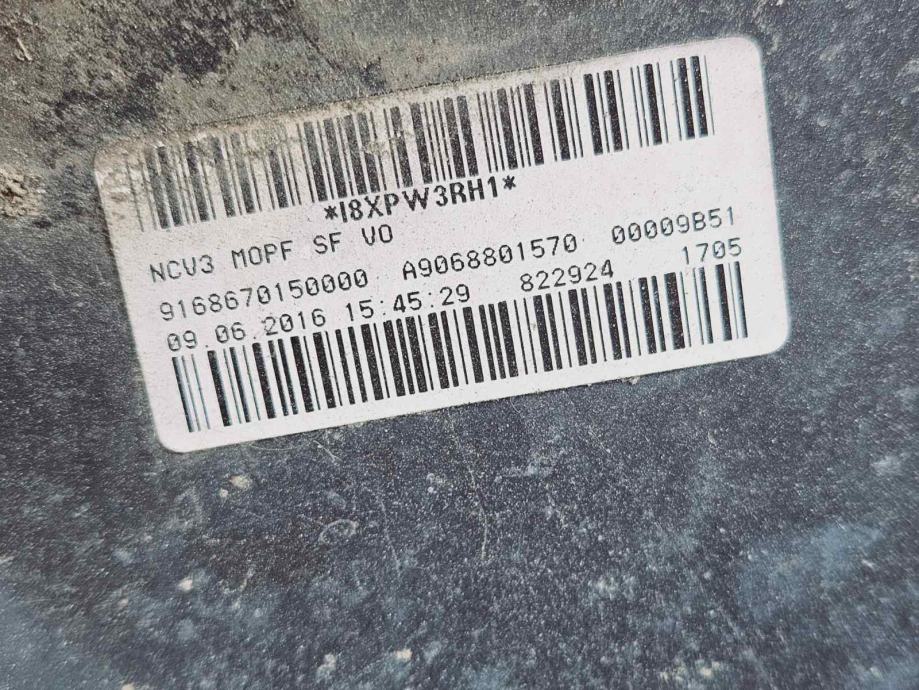 *I8XPW3RH1*
NCV3 MOPF SF VO
9168670150000 A9068801570 00009B51
09.06.2016 15:45:29 822924 1705